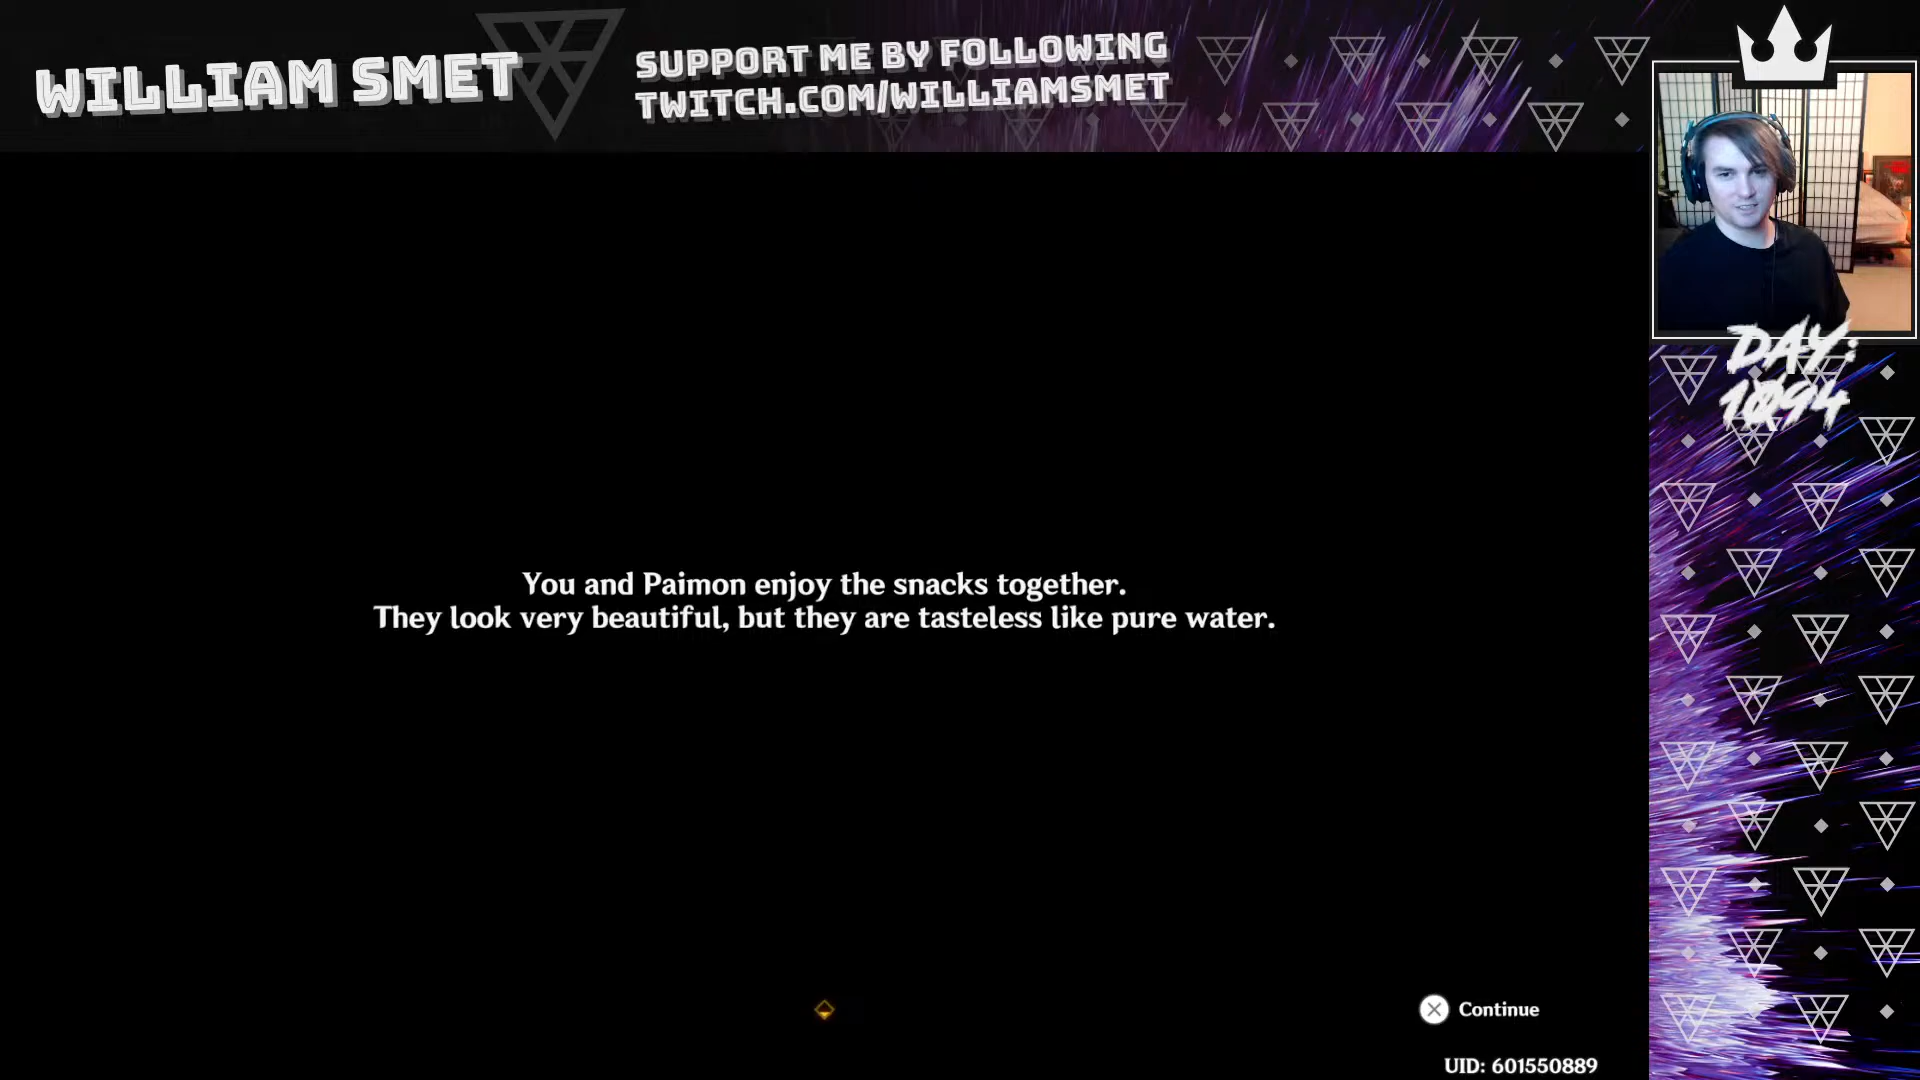 WILLIAM SMET
SUPPORT ME BY FOLLOWING
TWITCH.COM/WILLIAMSMET
DAY:
1094
You and Paimon enjoy the snacks together.
They look very beautiful, but they are tasteless like pure water.
Continue
UID: 601550889